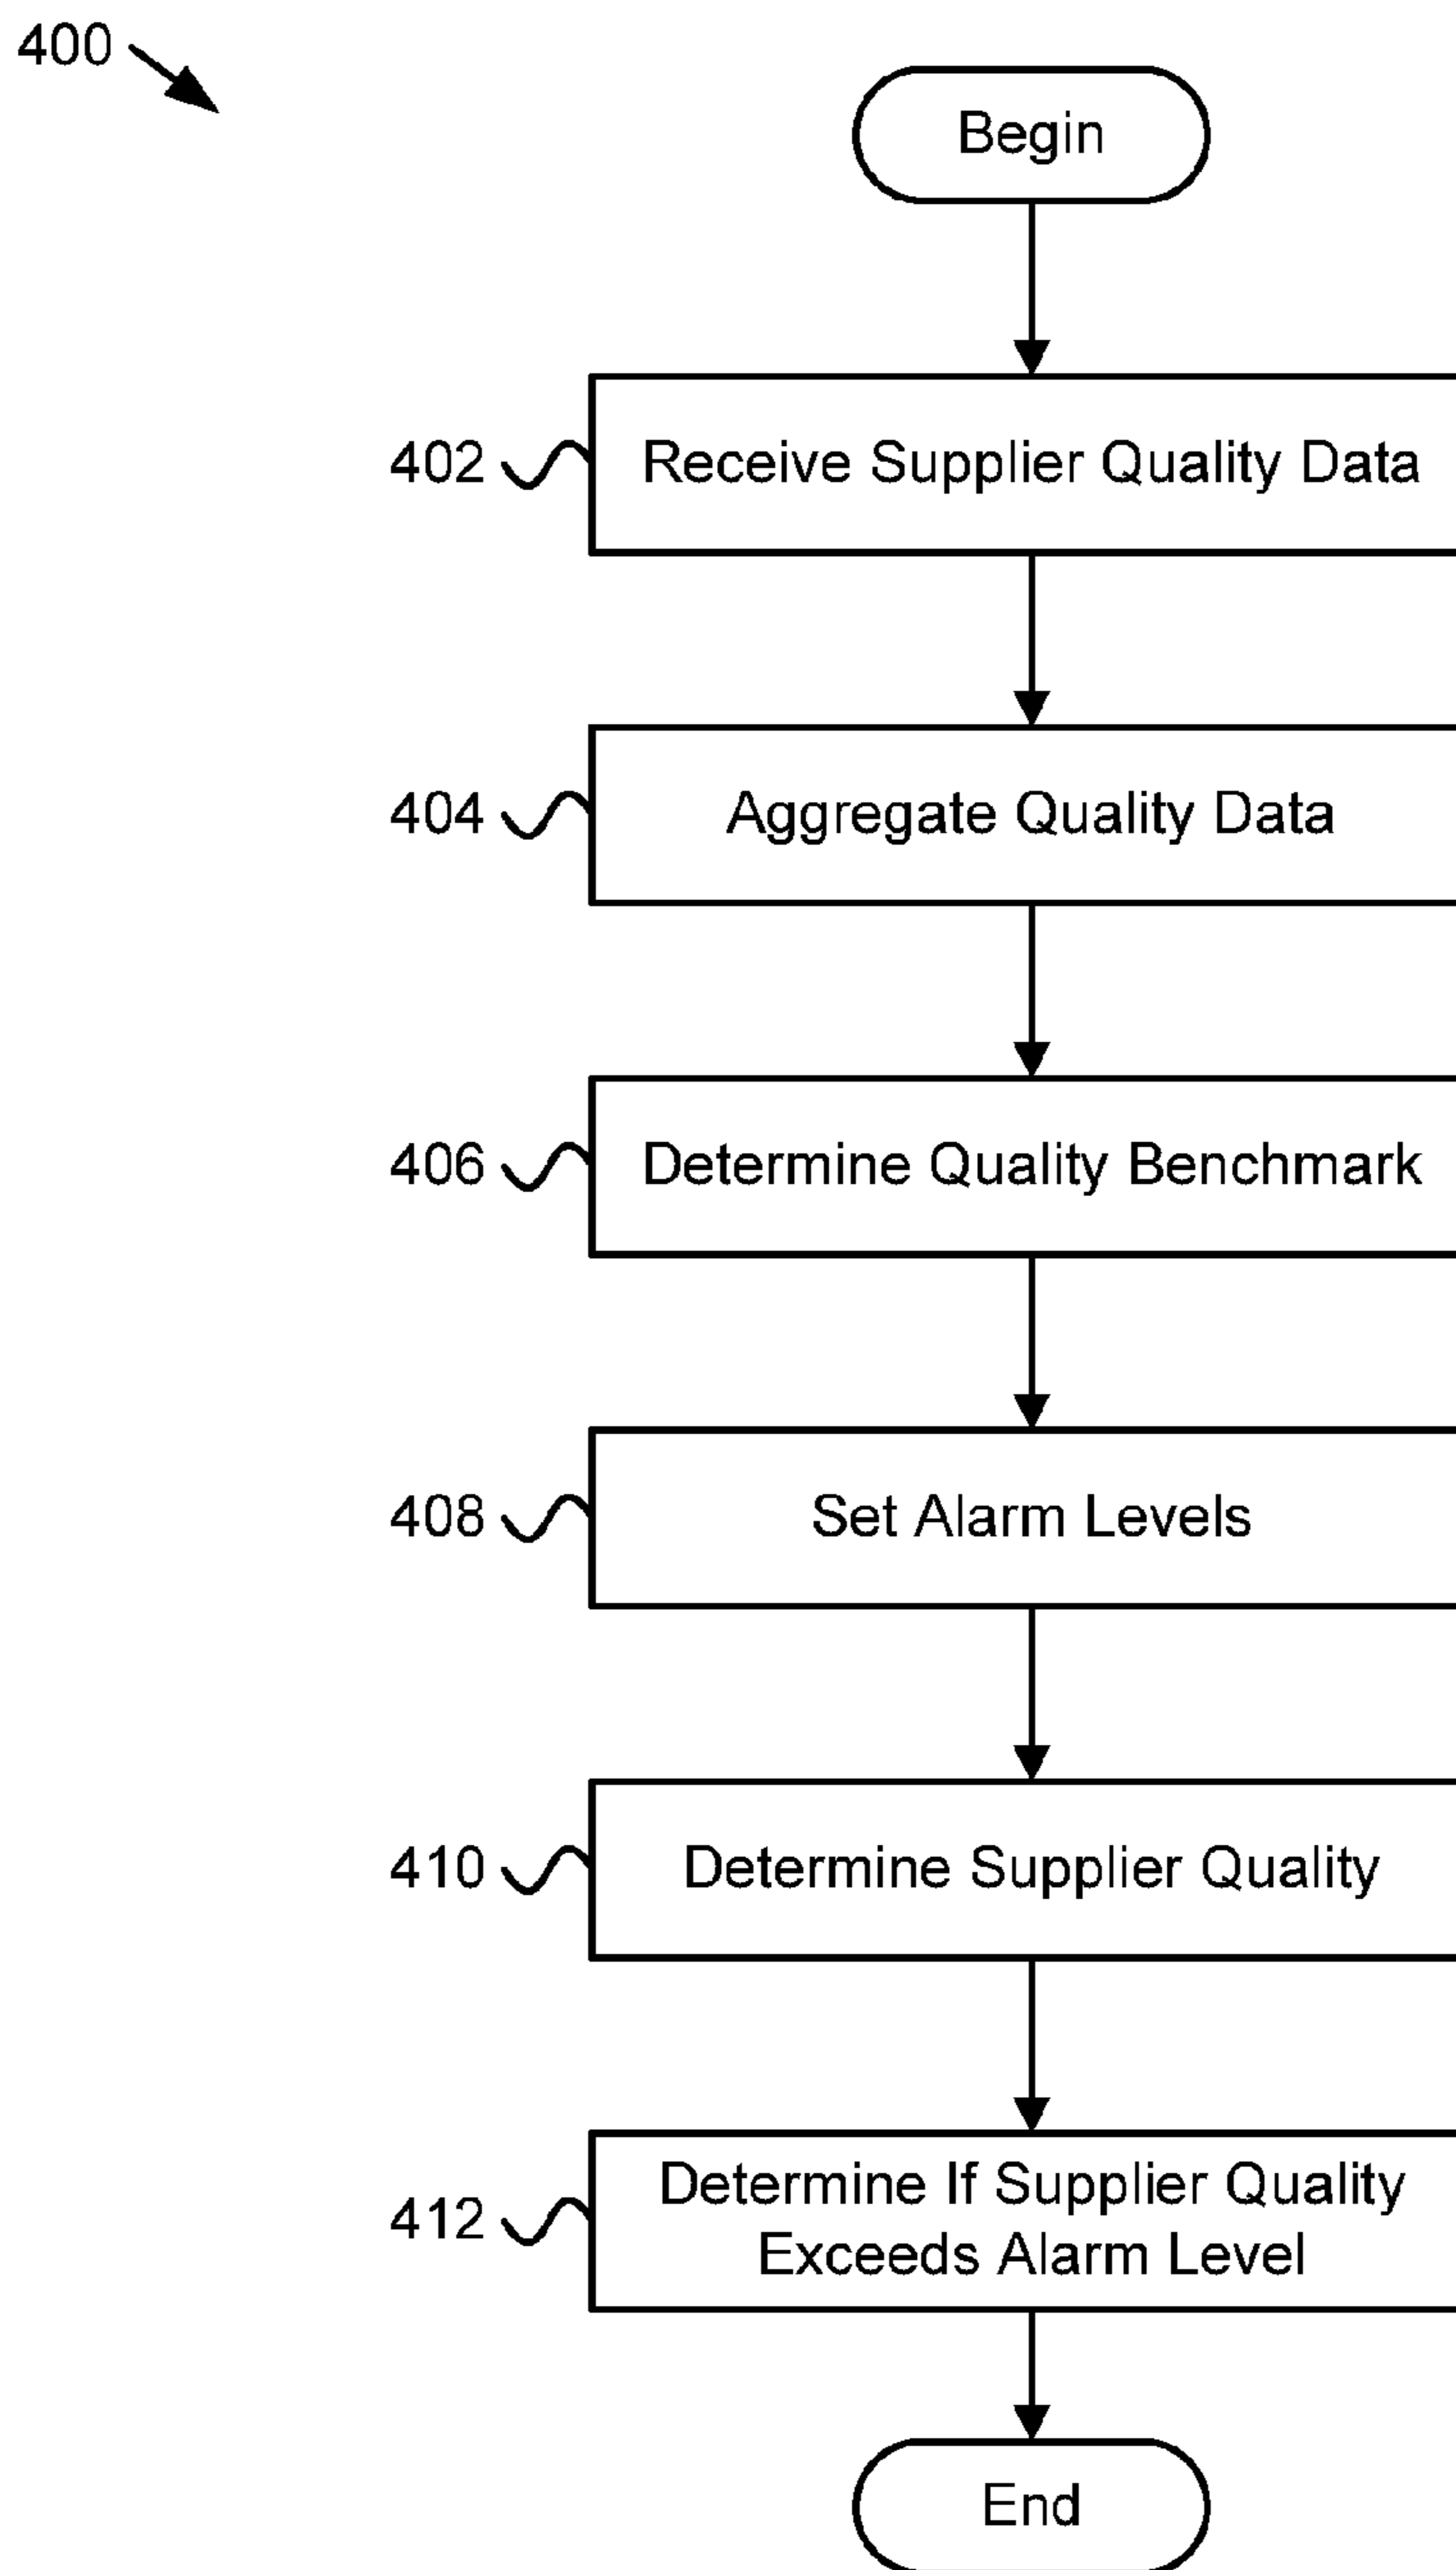 400
Begin
402 Receive Supplier Quality Data
404 Aggregate Quality Data
406 Determine Quality Benchmark
408 Set Alarm Levels
410 Determine Supplier Quality
412 Determine If Supplier Quality
Exceeds Alarm Level
End